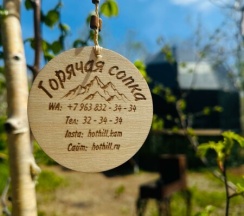 Горячая сопка
WA: +7 963 832 - 34 - 34
Тел: 32 - 34 - 34
Insta: hothill.kam
Сайт: hothill.ru